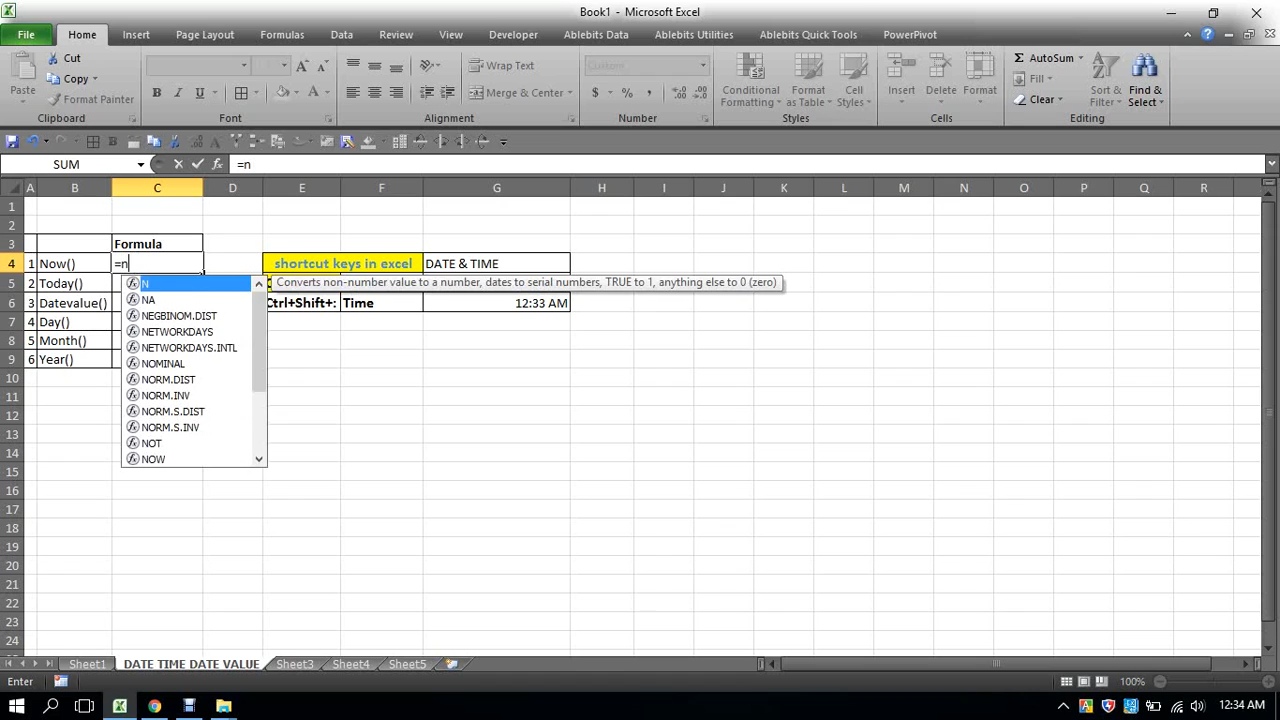 Book1 - Microsoft Excel
File Home Insert Page Layout Formulas Data Review View Developer Ablebits Data Ablebits Utilities Ablebits Quick Tools PowerPivot
Cut
Copy
Format Painter
Paste
Clipboard
Font
Wrap Text
Merge & Center
Alignment
Custom
Number
Conditional Formatting
Format as Table
Cell Styles
Styles
Insert
Delete
Format
Cells
AutoSum
Fill
Clear
Sort & Filter
Find & Select
Editing
SUM =n
A B C D E F G H I J K L M N O P Q R
1
2
3 Formula
4 1 Now() =n shortcut keys in excel DATE & TIME
5 2 Today()
N
Converts non-number value to a number, dates to serial numbers, TRUE to 1, anything else to 0 (zero)
6 3 Datevalue() NA Ctrl+Shift+: Time 12:33 AM
7 4 Day() NEGBINOM.DIST
8 5 Month() NETWORKDAYS
9 6 Year() NETWORKDAYS.INTL
NOMINAL
10 NORM.DIST
11 NORM.INV
12 NORM.S.DIST
NORM.S.INV
13 NOT
14 NOW
15
16
17
18
19
20
21
22
23
24
Sheet1 DATE TIME DATE VALUE Sheet3 Sheet4 Sheet5
Enter 100%
12:34 AM